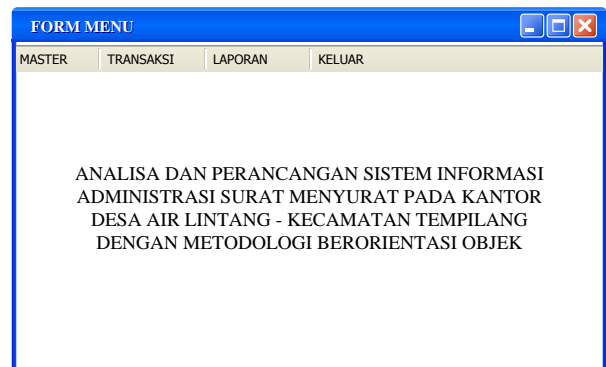 FORM MENU
MASTER TRANSAKSI LAPORAN KELUAR
ANALISA DAN PERANCANGAN SISTEM INFORMASI
ADMINISTRASI SURAT MENYURAT PADA KANTOR
DESA AIR LINTANG - KECAMATAN TEMPILANG
DENGAN METODOLOGI BERORIENTASI OBJEK